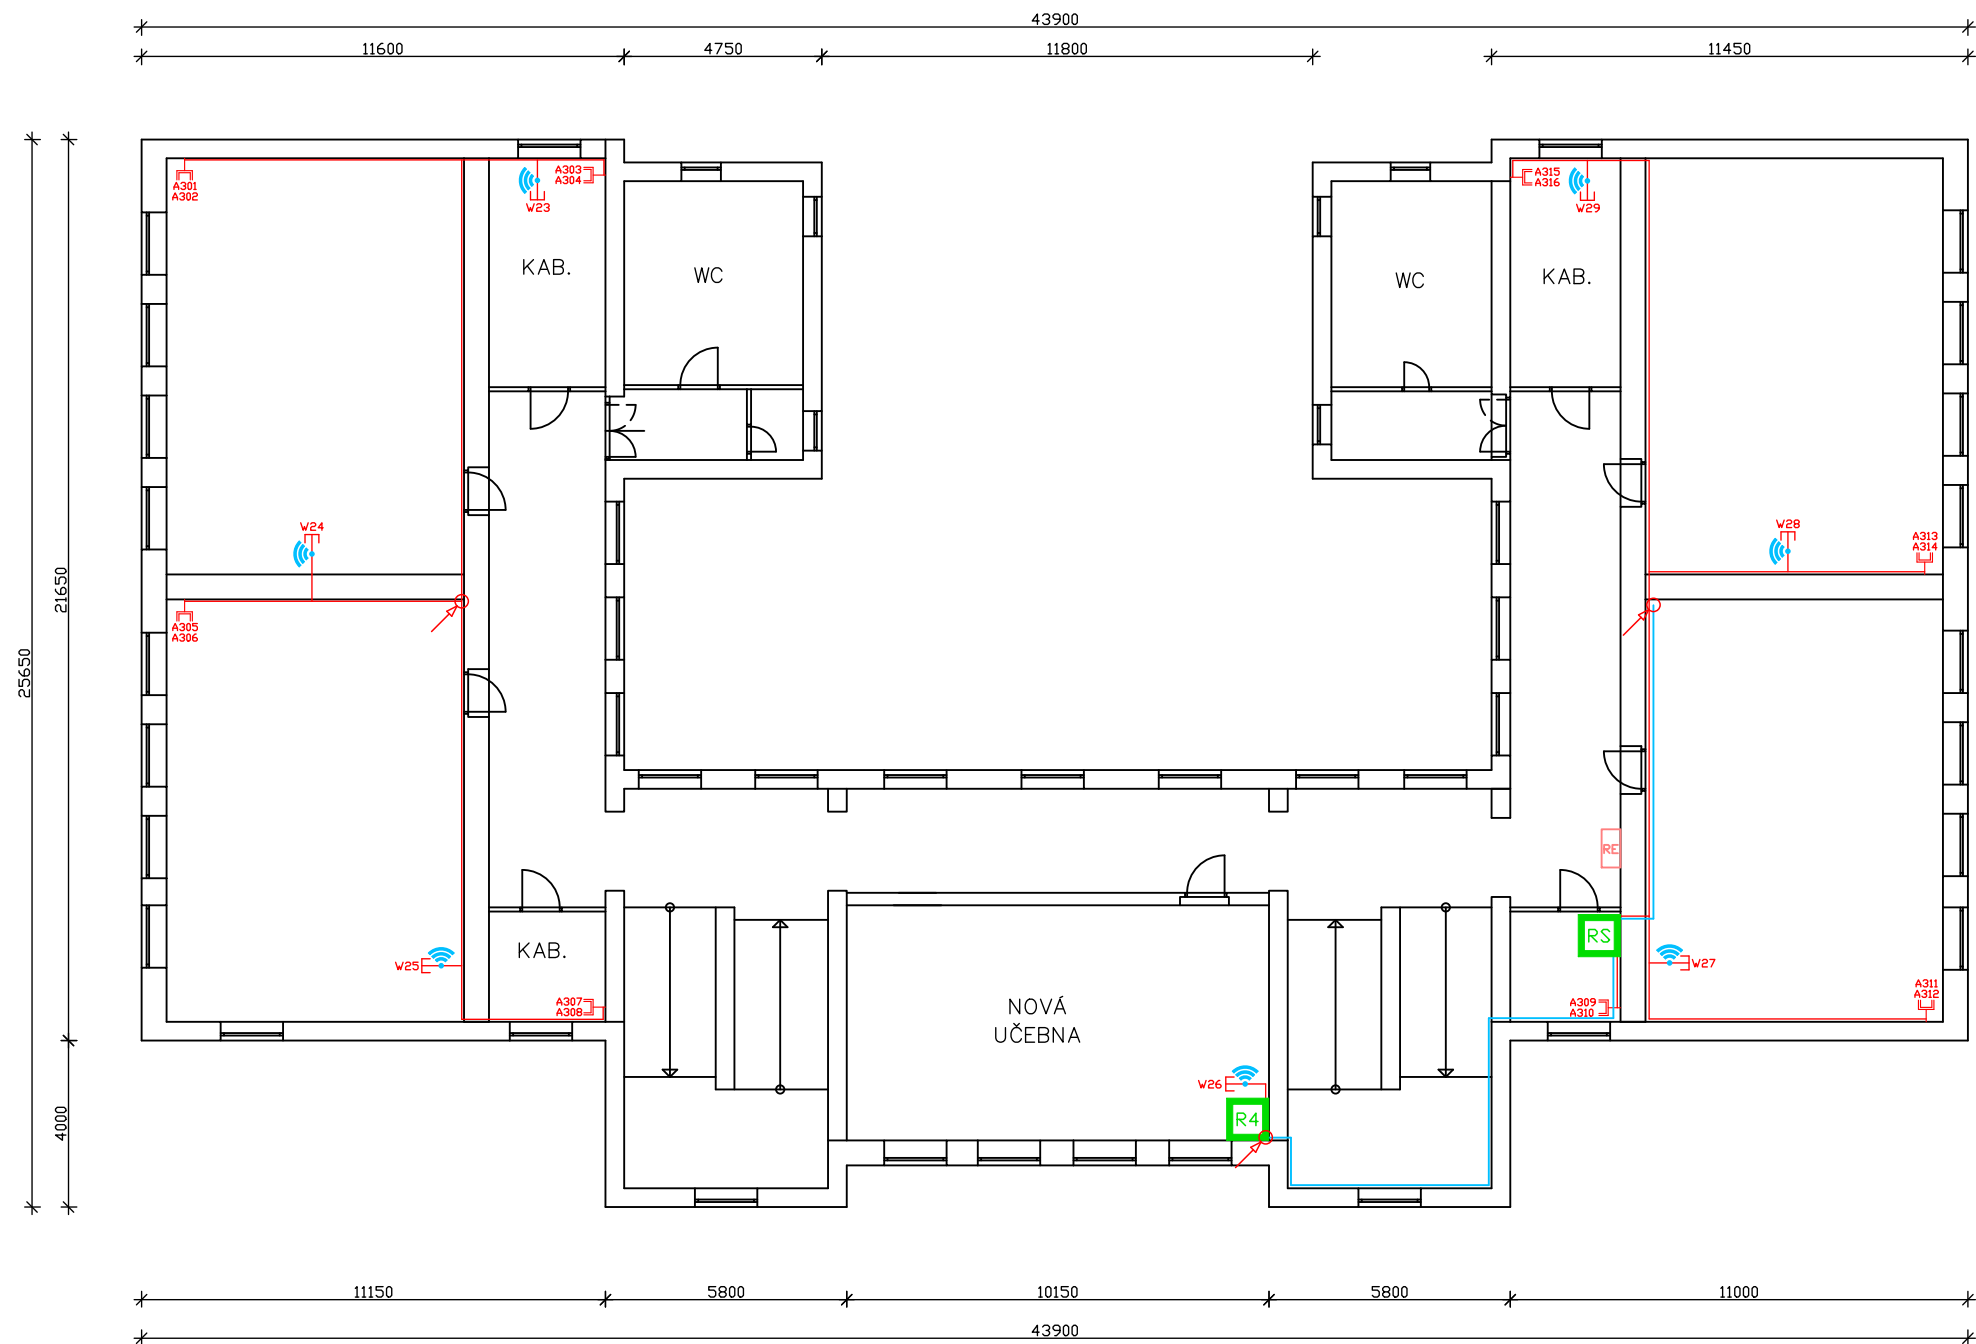 43900
11600
4750
11800
11450
A303
A304
A301
A302
W23
A315
A316
W29
KAB.
WC
WC
KAB.
W24
W28
A313
A314
21650
A305
A306
25650
RE
RS
KAB.
W25
W27
A307
A308
A309
A310
A311
A312
NOVÁ
UČEBNA
W26
R4
4000
11150
5800
10150
5800
11000
43900